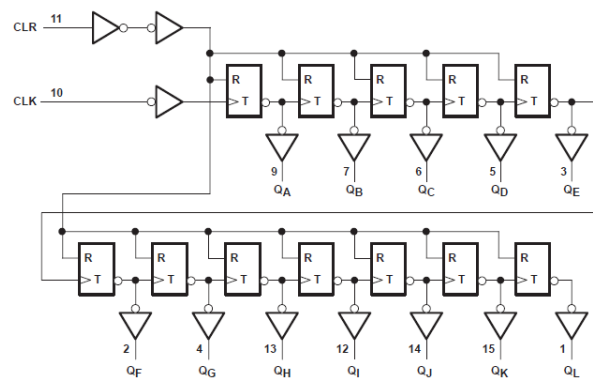 CLR 11
R R R R R
CLK 10
T T T T T
9 7 6 5 3
QA QB QC QD QE
R R R R R R R
T T T T T T T
2 4 13 12 14 15 1
QF QG QH QI QJ QK QL